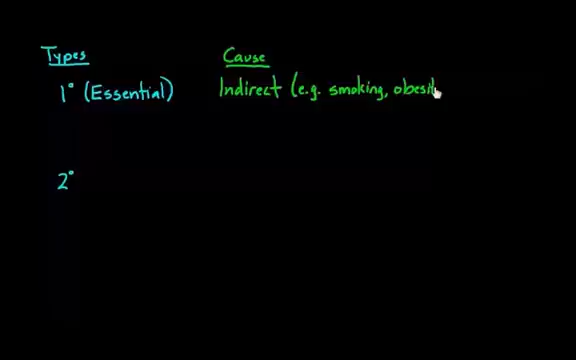 Types Cause
1° (Essential) Indirect (e.g. smoking, obesit
2°